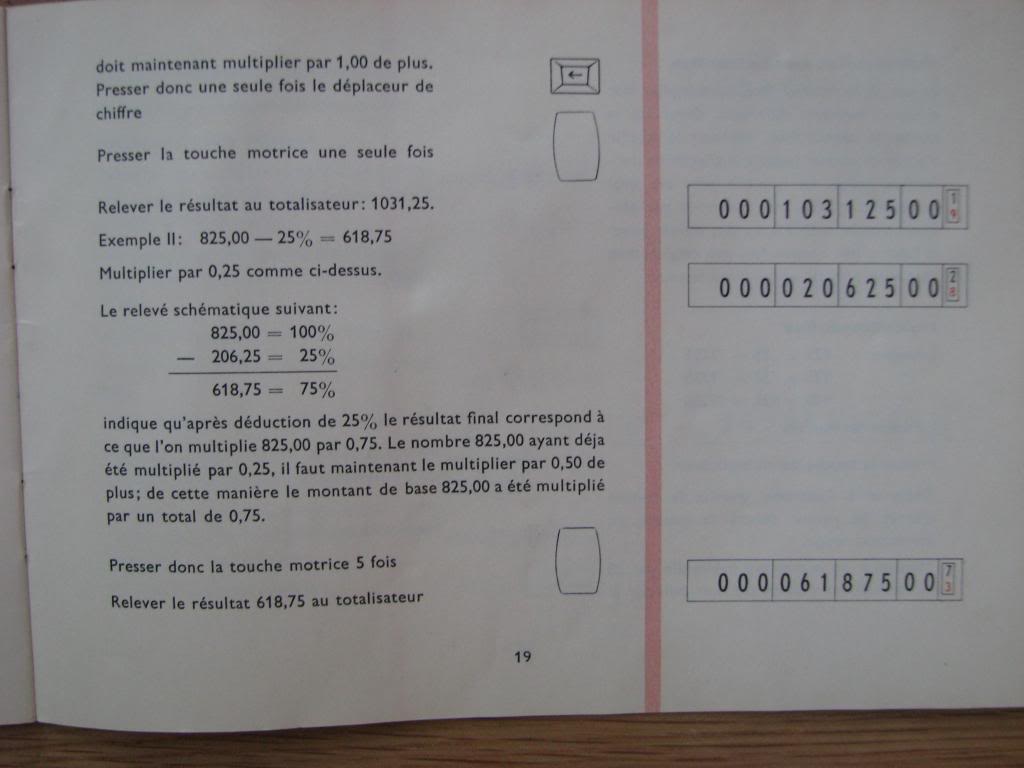 doit maintenant multiplier par 1,00 de plus.
Presser donc une seule fois le déplaceur de
chiffre
←
Presser la touche motrice une seule fois
Relever le résultat au totalisateur: 1031,25.
0 0 0 1 0 3 1 2 5 0 0 1 9
Exemple II: 825,00 — 25% = 618,75
Multiplier par 0,25 comme ci-dessus.
0 0 0 0 2 0 6 2 5 0 0 2 8
Le relevé schématique suivant:
825,00 = 100%
— 206,25 = 25%
618,75 = 75%
indique qu'après déduction de 25% le résultat final correspond à
ce que l'on multiplie 825,00 par 0,75. Le nombre 825,00 ayant déja
été multiplié par 0,25, il faut maintenant le multiplier par 0,50 de
plus; de cette manière le montant de base 825,00 a été multiplié
par un total de 0,75.
Presser donc la touche motrice 5 fois
Relever le résultat 618,75 au totalisateur
0 0 0 0 6 1 8 7 5 0 0 7 3
19